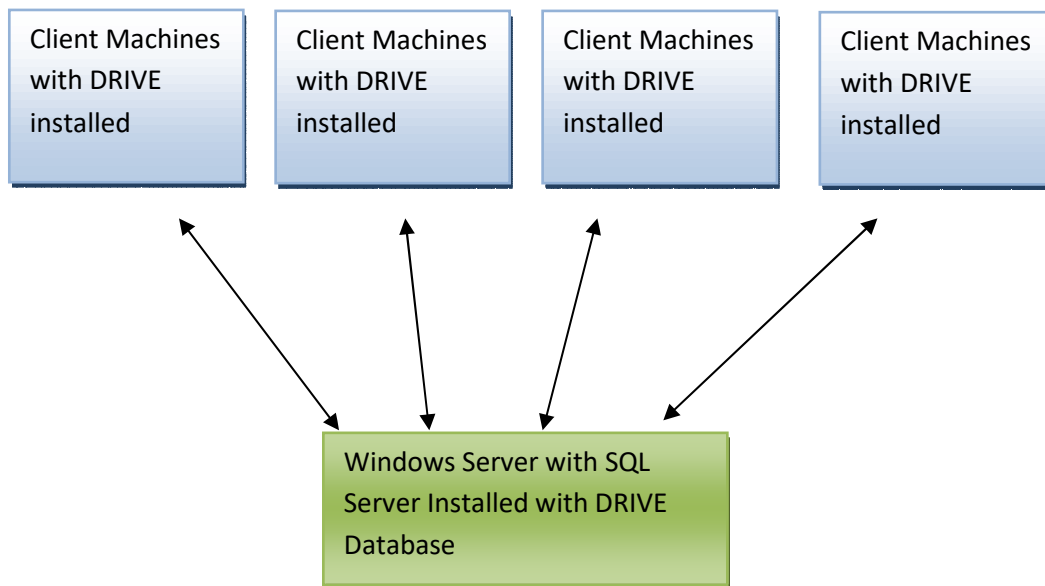 Client Machines
with DRIVE
installed
Client Machines
with DRIVE
installed
Client Machines
with DRIVE
installed
Client Machines
with DRIVE
installed
Windows Server with SQL
Server Installed with DRIVE
Database